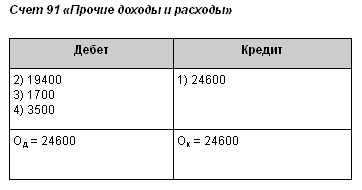 Счет 91 «Прочие доходы и расходы»
Дебет
Кредит
2) 19400
3) 1700
4) 3500
1) 24600
Од = 24600
Ок = 24600